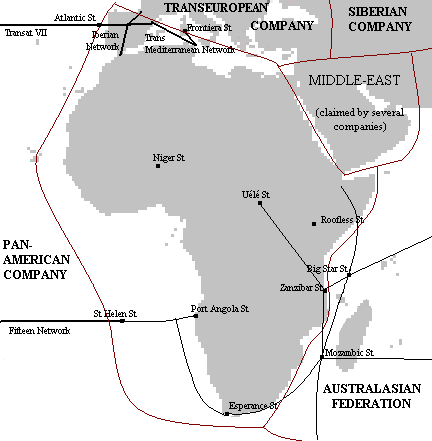 TRANSEUROPEAN
COMPANY
SIBERIAN
COMPANY
Atlantic St.
Transat VII
Iberian
Network
Trans
Mediterranean Network
Frontiera St.
MIDDLE-EAST
(claimed by several
companies)
Niger St.
Uélé St.
Roofless St.
PAN-
AMERICAN
COMPANY
Big Star St.
Zanzibar St.
St. Helen St.
Port Angola St.
Fifteen Network
Mozambic St.
AUSTRALASIAN
FEDERATION
Esperance St.